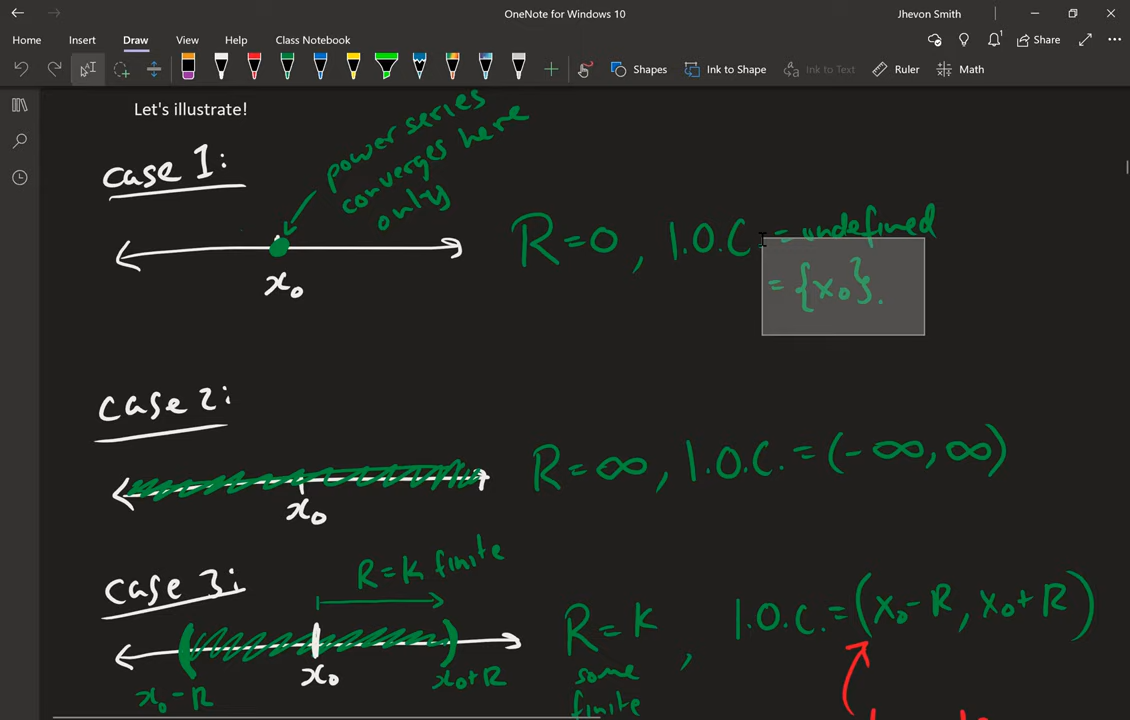 OneNote for Windows 10
Jhevon Smith
Home Insert Draw View Help Class Notebook
Share
Shapes Ink to Shape Ink to Text Ruler Math
Let's illustrate!
case 1:
power series
converges here
only
x₀
R=0, I.O.C = undefined
= {x₀}.
case 2:
x₀
R=∞, I.O.C. = (-∞, ∞)
case 3:
R=k finite
x₀-R
x₀
x₀+R
R=k
some
finite
,
I.O.C. = (x₀-R, x₀+R)